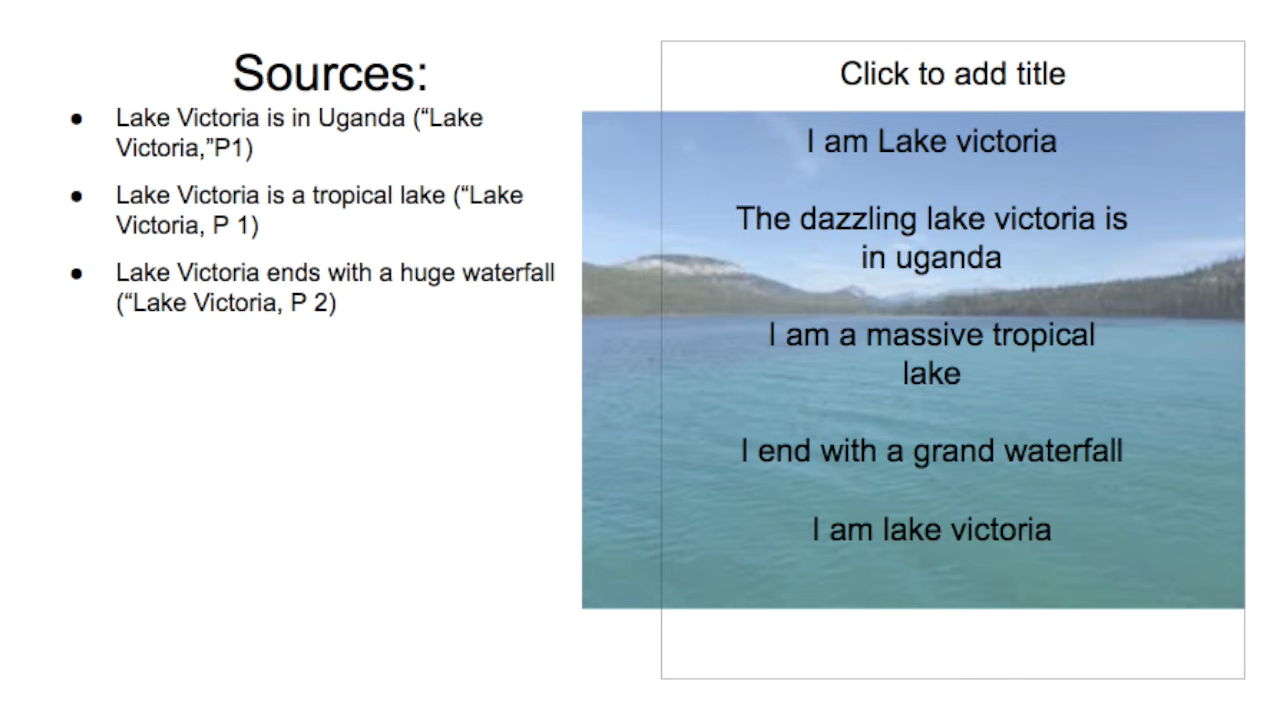 Sources:
● Lake Victoria is in Uganda (“Lake
Victoria,”P1)
● Lake Victoria is a tropical lake (“Lake
Victoria, P 1)
● Lake Victoria ends with a huge waterfall
(“Lake Victoria, P 2)
Click to add title
I am Lake victoria
The dazzling lake victoria is
in uganda
I am a massive tropical
lake
I end with a grand waterfall
I am lake victoria